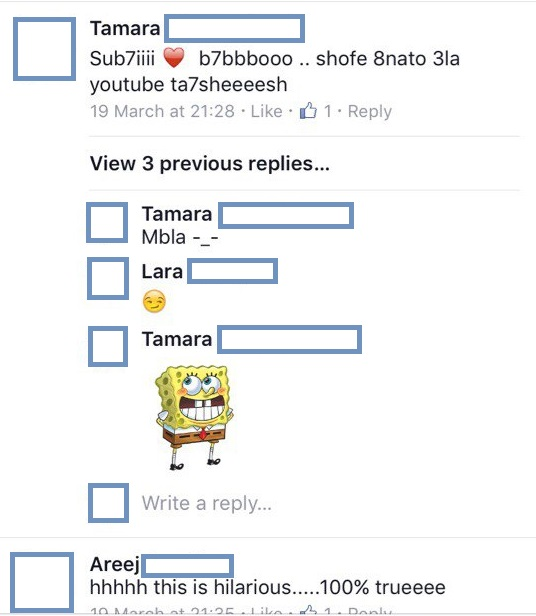 Tamara
Sub7iiii ❤️ b7bbbooo .. shofe 8nato 3la
youtube ta7sheeeesh
19 March at 21:28 · Like · 👍 1 · Reply
View 3 previous replies...
Tamara
Mbla -_-
Lara
😏
Tamara
Write a reply...
Areej
hhhhh this is hilarious.....100% trueeee
19 March at 21:35 · Like · 👍 1 · Reply